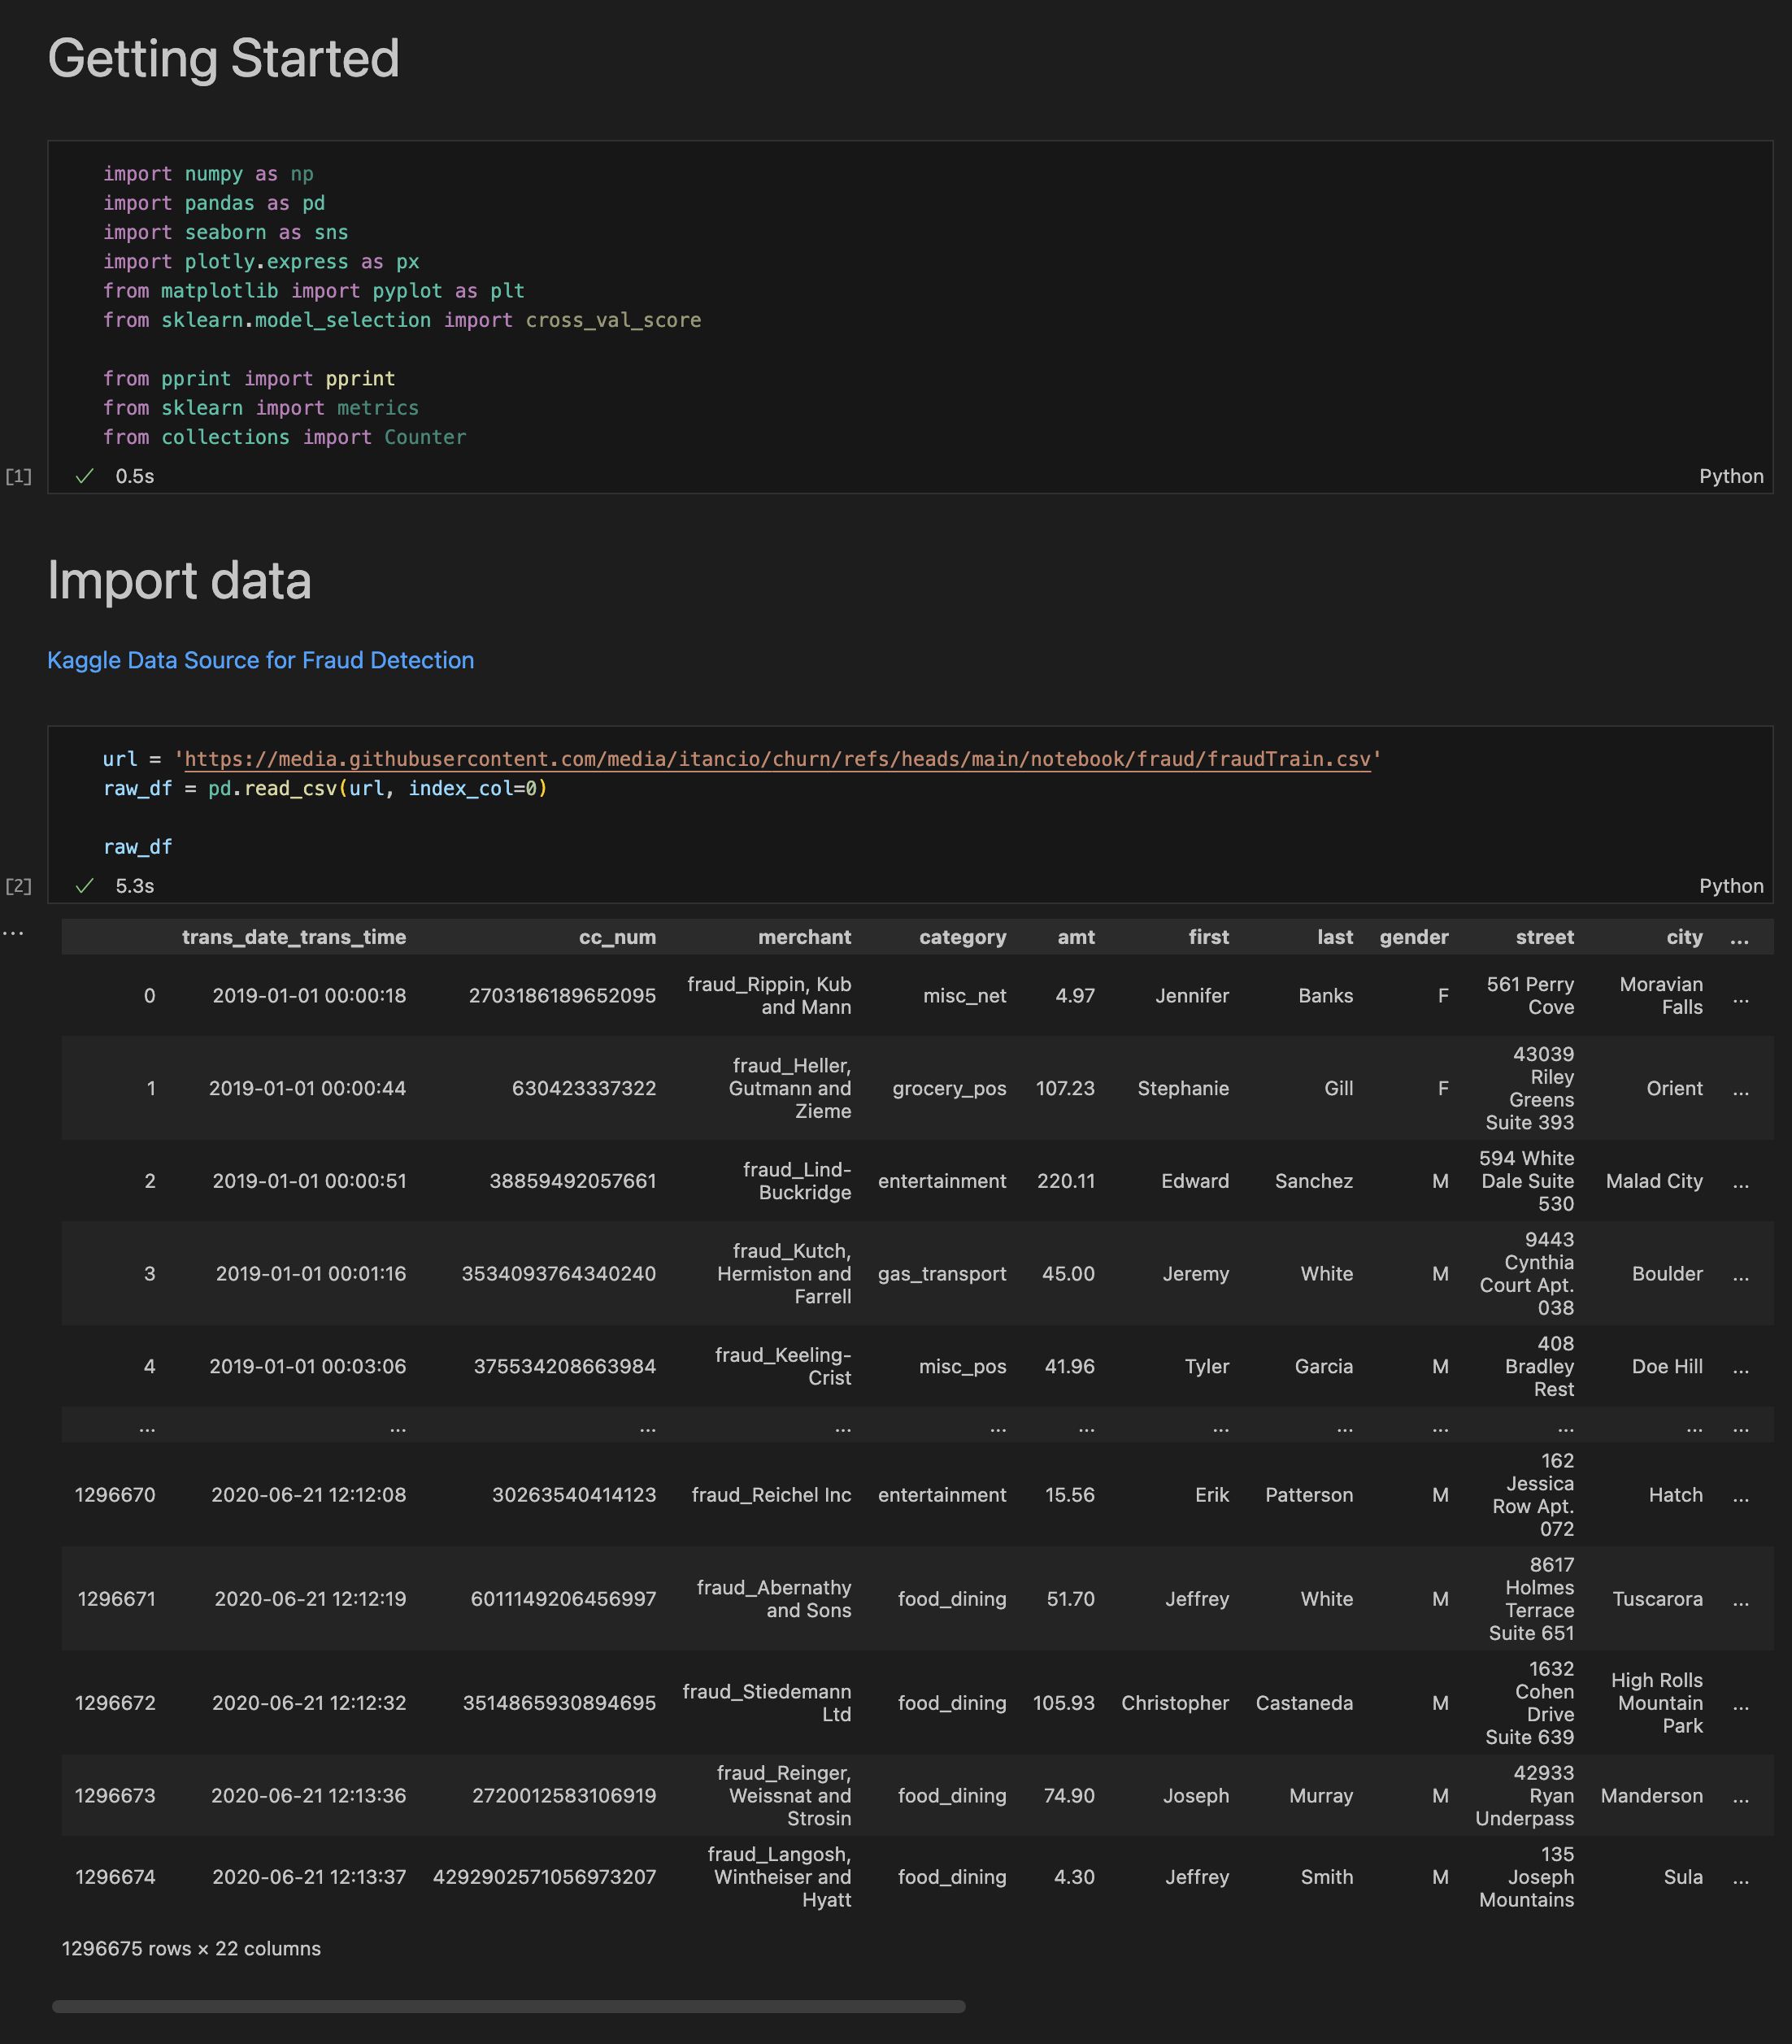 Getting Started
import numpy as np
import pandas as pd
import seaborn as sns
import plotly.express as px
from matplotlib import pyplot as plt
from sklearn.model_selection import cross_val_score
from pprint import pprint
from sklearn import metrics
from collections import Counter
[1] ✓ 0.5s Python
Import data
Kaggle Data Source for Fraud Detection
url = 'https://media.githubusercontent.com/media/itancio/churn/refs/heads/main/notebook/fraud/fraudTrain.csv'
raw_df = pd.read_csv(url, index_col=0)
raw_df
[2] ✓ 5.3s Python
...
trans_date_trans_time cc_num merchant category amt first last gender street city ...
0 2019-01-01 00:00:18 2703186189652095 fraud_Rippin, Kub and Mann misc_net 4.97 Jennifer Banks F 561 Perry Cove Moravian Falls ...
1 2019-01-01 00:00:44 630423337322 fraud_Heller, Gutmann and Zieme grocery_pos 107.23 Stephanie Gill F 43039 Riley Greens Suite 393 Orient ...
2 2019-01-01 00:00:51 38859492057661 fraud_Lind-Buckridge entertainment 220.11 Edward Sanchez M 594 White Dale Suite 530 Malad City ...
3 2019-01-01 00:01:16 3534093764340240 fraud_Kutch, Hermiston and Farrell gas_transport 45.00 Jeremy White M 9443 Cynthia Court Apt. 038 Boulder ...
4 2019-01-01 00:03:06 375534208663984 fraud_Keeling-Crist misc_pos 41.96 Tyler Garcia M 408 Bradley Rest Doe Hill ...
... ... ... ... ... ... ... ... ... ... ... ...
1296670 2020-06-21 12:12:08 30263540414123 fraud_Reichel Inc entertainment 15.56 Erik Patterson M 162 Jessica Row Apt. 072 Hatch ...
1296671 2020-06-21 12:12:19 6011149206456997 fraud_Abernathy and Sons food_dining 51.70 Jeffrey White M 8617 Holmes Terrace Suite 651 Tuscarora ...
1296672 2020-06-21 12:12:32 3514865930894695 fraud_Stiedemann Ltd food_dining 105.93 Christopher Castaneda M 1632 Cohen Drive Suite 639 High Rolls Mountain Park ...
1296673 2020-06-21 12:13:36 2720012583106919 fraud_Reinger, Weissnat and Strosin food_dining 74.90 Joseph Murray M 42933 Ryan Underpass Manderson ...
1296674 2020-06-21 12:13:37 4292902571056973207 fraud_Langosh, Wintheiser and Hyatt food_dining 4.30 Jeffrey Smith M 135 Joseph Mountains Sula ...
1296675 rows × 22 columns